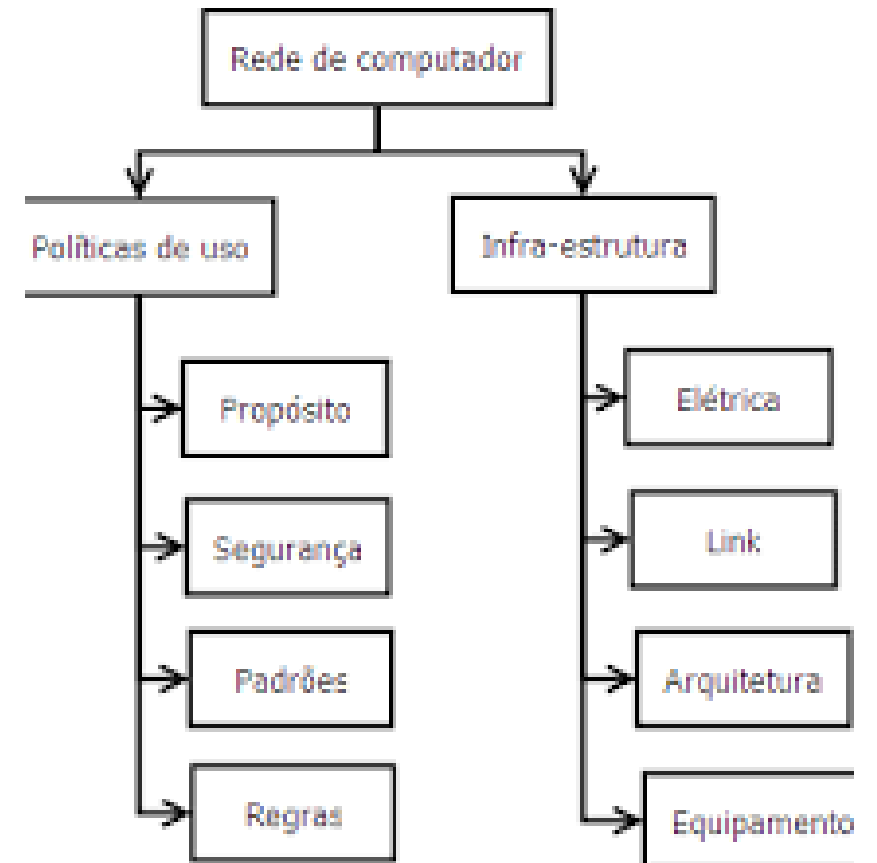 Rede de computador
Políticas de uso
Infra-estrutura
Propósito
Segurança
Padrões
Regras
Elétrica
Link
Arquitetura
Equipamento